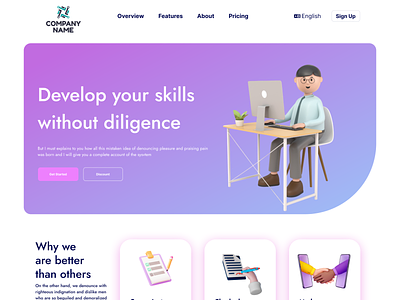 COMPANY
NAME
Overview
Features
About
Pricing
English
Sign Up
Develop your skills
without diligence
But I must explains to you how all this mistaken idea of denouncing pleasure and praising pain
was born and I will give you a complete account of the system
Get Started
Discount
Why we
are better
than others
On the other hand, we denounce with
righteous indignation and dislike men
who are so beguiled and demoralized